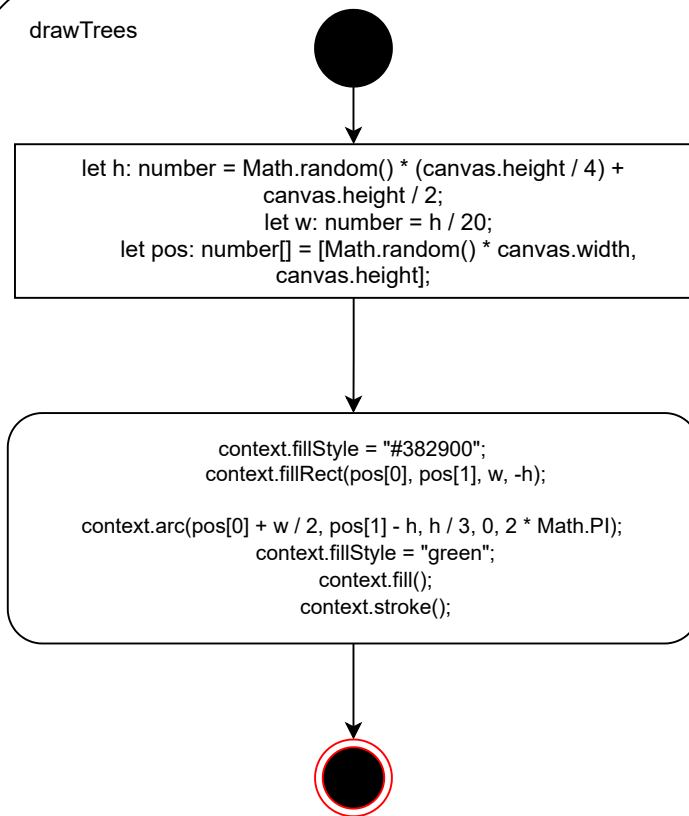 drawTrees
let h: number = Math.random() * (canvas.height / 4) +
canvas.height / 2;
let w: number = h / 20;
let pos: number[] = [Math.random() * canvas.width,
canvas.height];
context.fillStyle = "#382900";
context.fillRect(pos[0], pos[1], w, -h);
context.arc(pos[0] + w / 2, pos[1] - h, h / 3, 0, 2 * Math.PI);
context.fillStyle = "green";
context.fill();
context.stroke();